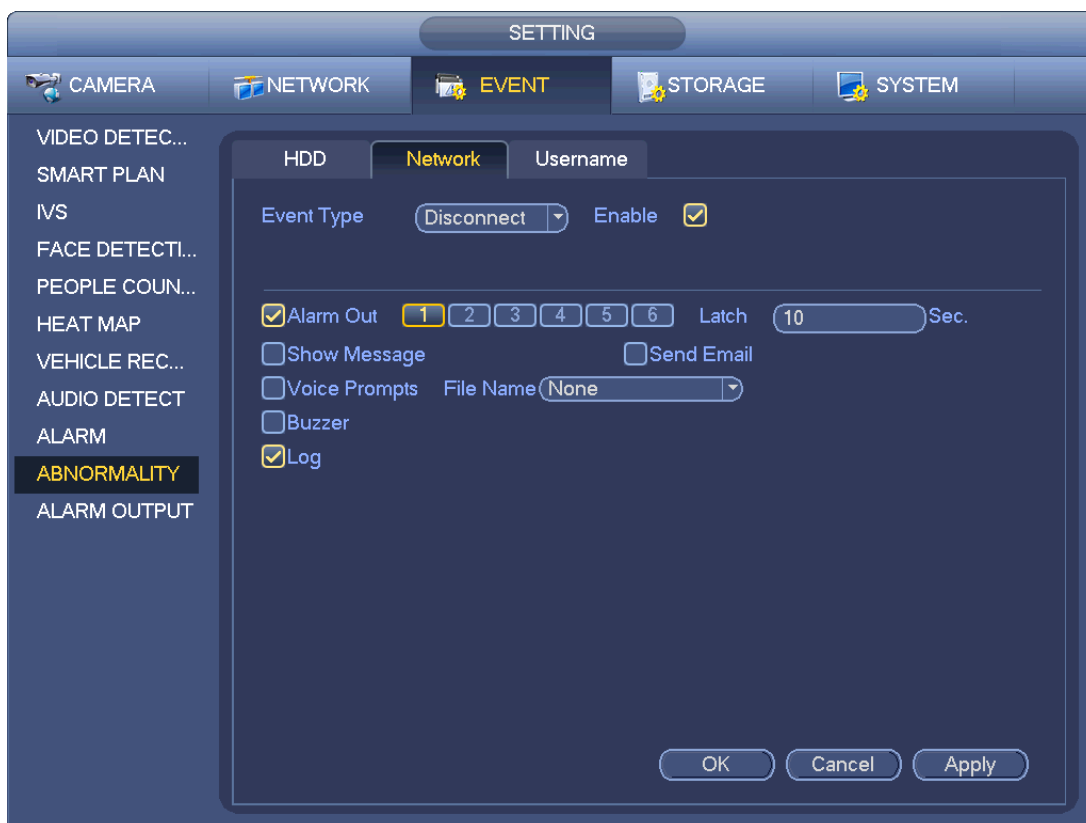 SETTING
CAMERA NETWORK EVENT STORAGE SYSTEM
VIDEO DETEC...
SMART PLAN
IVS
FACE DETECTI...
PEOPLE COUN...
HEAT MAP
VEHICLE REC...
AUDIO DETECT
ALARM
ABNORMALITY
ALARM OUTPUT
HDD Network Username
Event Type Disconnect Enable
Alarm Out 1 2 3 4 5 6 Latch 10 Sec.
Show Message Send Email
Voice Prompts File Name None
Buzzer
Log
OK Cancel Apply